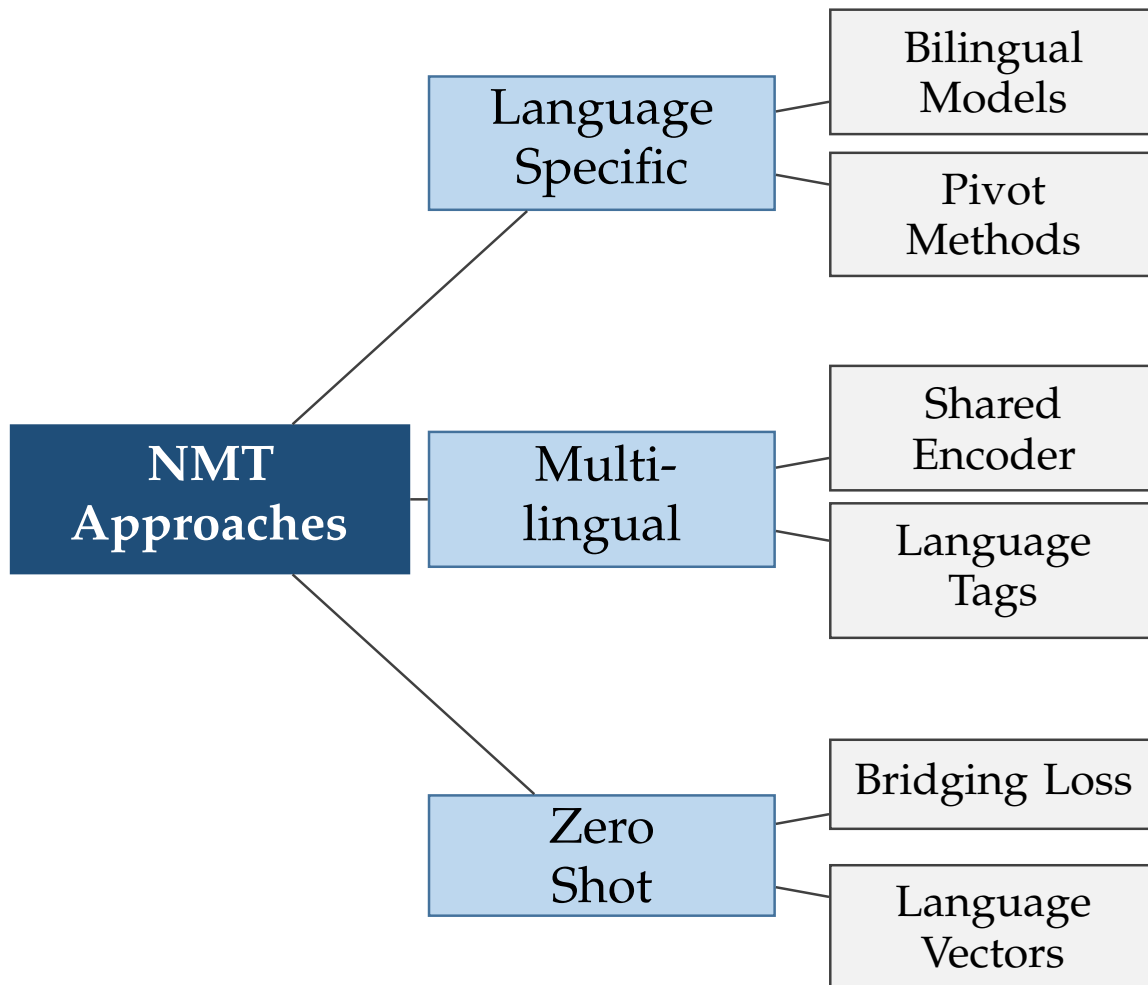 NMT
Approaches
Language
Specific
Bilingual
Models
Pivot
Methods
Multi-
lingual
Shared
Encoder
Language
Tags
Zero
Shot
Bridging Loss
Language
Vectors